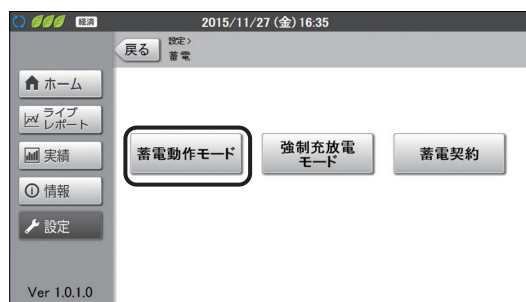 経済 2015/11/27 (金) 16:35
戻る
設定>
蓄電
ホーム
ライブ
レポート
実績
情報
設定
蓄電動作モード
強制充放電
モード
蓄電契約
Ver 1.0.1.0